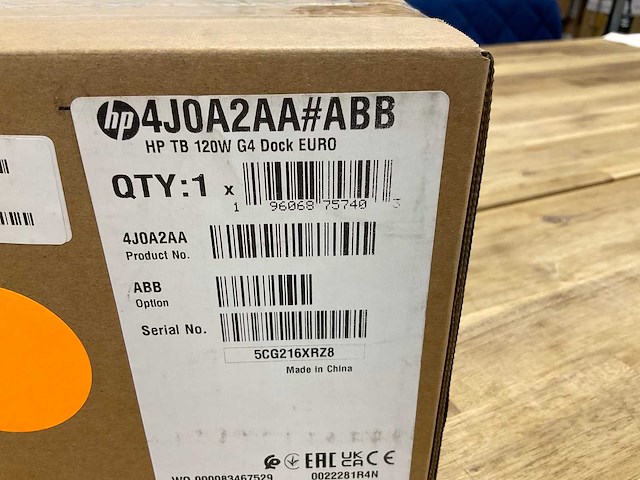 hp 4J0A2AA#ABB
HP TB 120W G4 Dock EURO
QTY:1 x
1 96068 75740 3
4J0A2AA
Product No.
ABB
Option
Serial No.
5CG216XRZ8
Made in China
EAC UK CA CE
WO 000083467529 0022281R4N